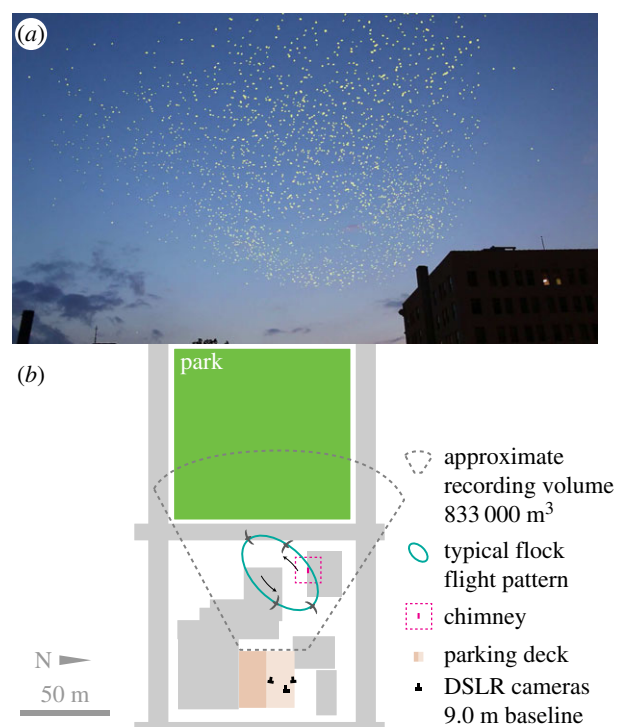 (a)
(b)
park
approximate
recording volume
833 000 m³
typical flock
flight pattern
chimney
parking deck
DSLR cameras
9.0 m baseline
N
50 m